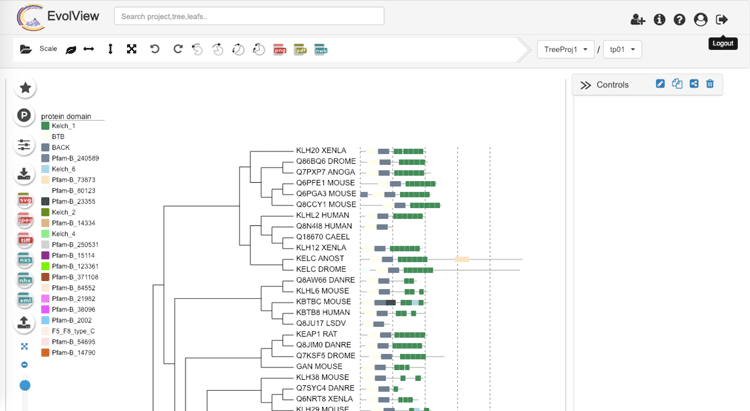 EvolView
Search project,tree,leafs..
Logout
Scale
png
pdf
TreeProj1 / tp01
Controls
protein domain
Kelch_1
BTB
BACK
Pfam-B_240589
Kelch_6
Pfam-B_73873
Pfam-B_80123
Pfam-B_23355
Kelch_2
Pfam-B_14334
Kelch_4
Pfam-B_250531
Pfam-B_15114
Pfam-B_123361
Pfam-B_371108
Pfam-B_84552
Pfam-B_21982
Pfam-B_38096
Pfam-B_2002
F5_F8_type_C
Pfam-B_54695
Pfam-B_14790
P
svg
jpeg
tiff
nwk
nhx
xml
KLH20 XENLA
Q86BQ6 DROME
Q7PXP7 ANOGA
Q6PFE1 MOUSE
Q6PGA3 MOUSE
Q8CCY1 MOUSE
KLHL2 HUMAN
Q8N4I8 HUMAN
Q18670 CAEEL
KLH12 XENLA
KELC ANOST
KELC DROME
Q8AW66 DANRE
KLHL6 MOUSE
KBTBC MOUSE
KBTB8 HUMAN
Q8JU17 LSDV
KEAP1 RAT
Q8JIM0 DANRE
Q7KSF5 DROME
GAN MOUSE
KLH38 MOUSE
Q7SYC4 DANRE
Q6NRT8 XENLA
KLH29 MOUSE